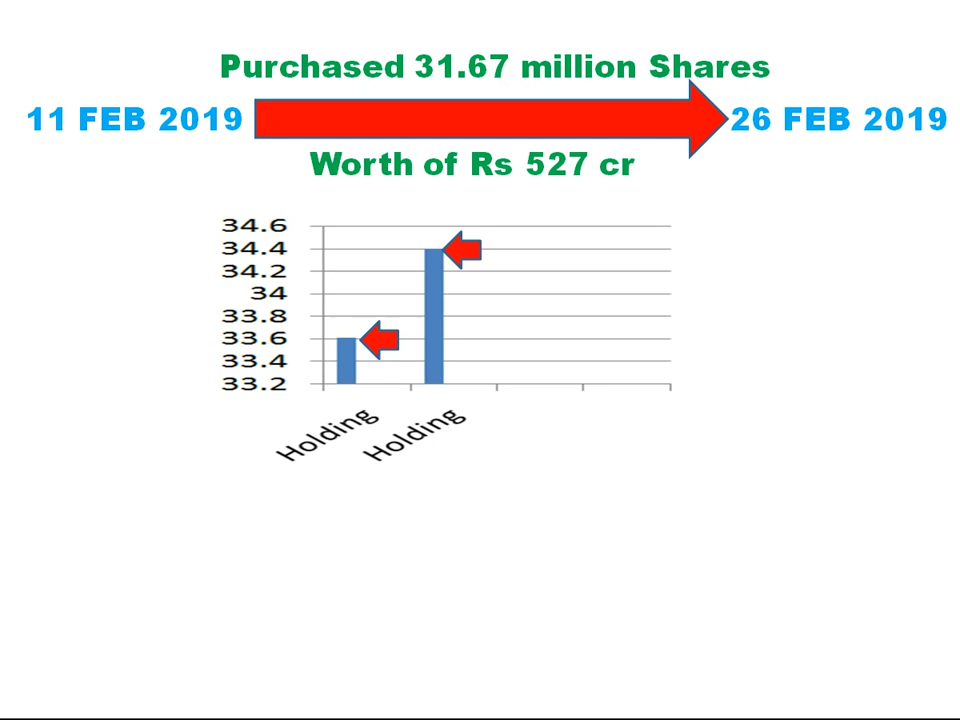 Purchased 31.67 million Shares
11 FEB 2019 26 FEB 2019
Worth of Rs 527 cr
34.6
34.4
34.2
34
33.8
33.6
33.4
33.2
Holding Holding